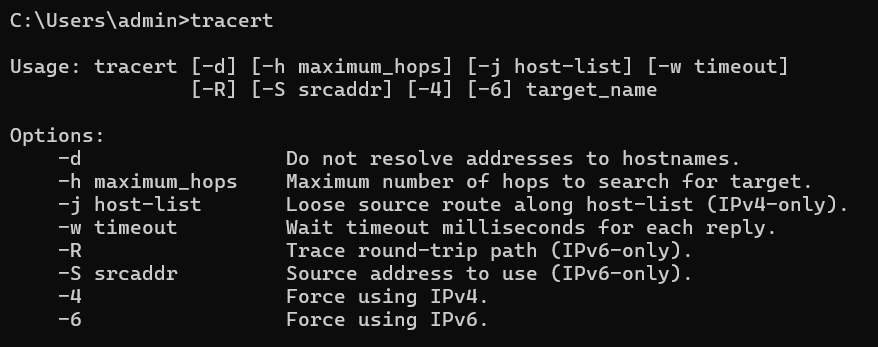 C:\Users\admin>tracert
Usage: tracert [-d] [-h maximum_hops] [-j host-list] [-w timeout]
[-R] [-S srcaddr] [-4] [-6] target_name
Options:
-d Do not resolve addresses to hostnames.
-h maximum_hops Maximum number of hops to search for target.
-j host-list Loose source route along host-list (IPv4-only).
-w timeout Wait timeout milliseconds for each reply.
-R Trace round-trip path (IPv6-only).
-S srcaddr Source address to use (IPv6-only).
-4 Force using IPv4.
-6 Force using IPv6.